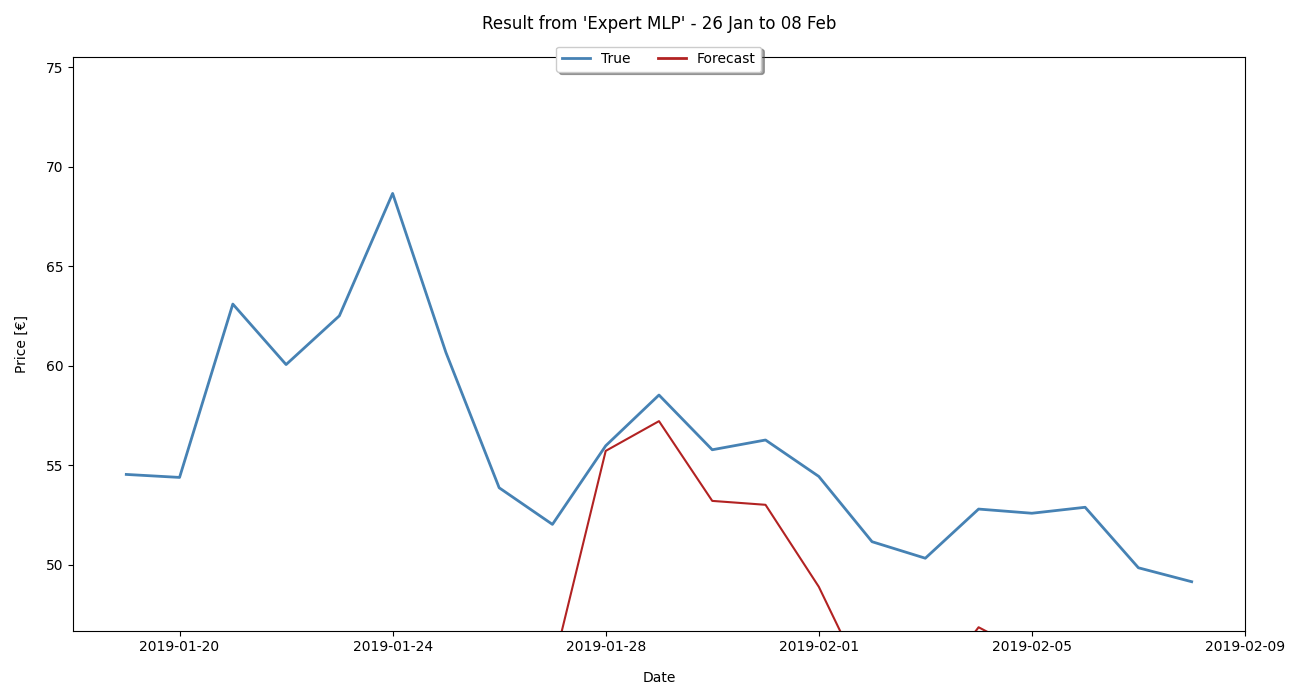 Result from 'Expert MLP' - 26 Jan to 08 Feb
True Forecast
75
70
65
60
55
50
Price [€]
2019-01-20 2019-01-24 2019-01-28 2019-02-01 2019-02-05 2019-02-09
Date